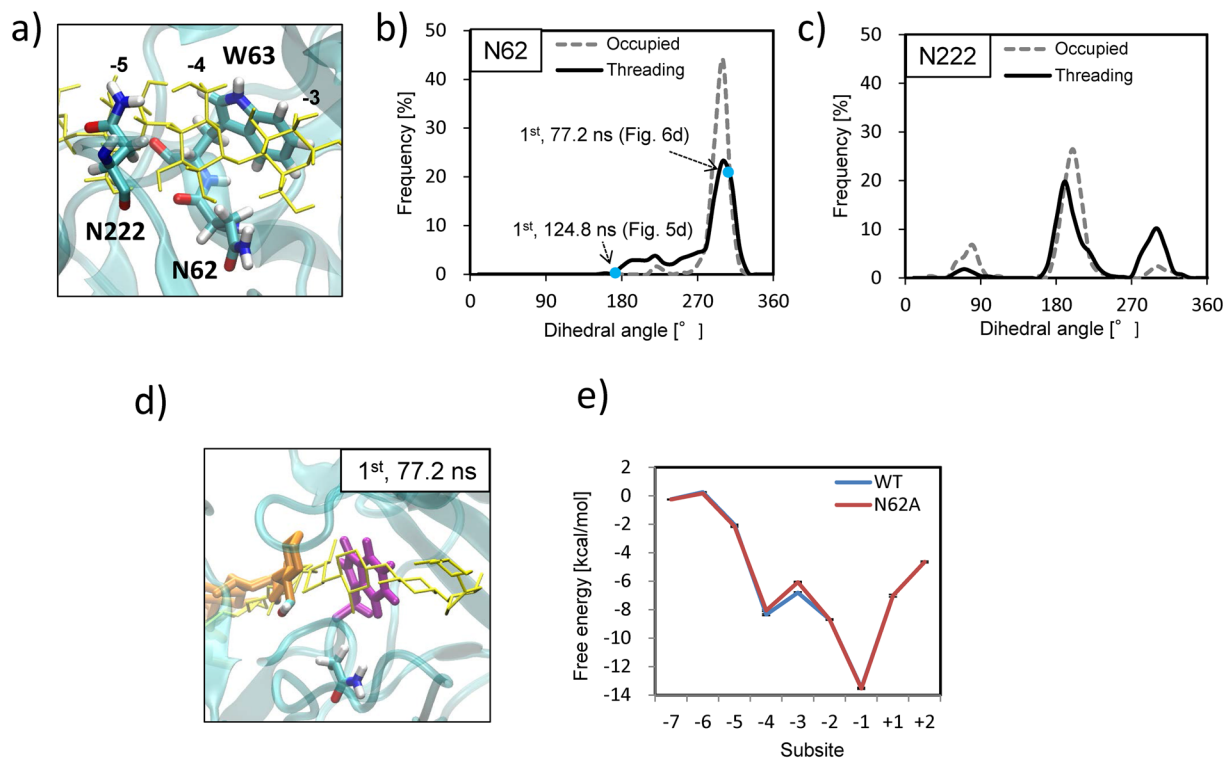 a)
-5
-4
W63
-3
N222
N62
b)
N62
Occupied
Threading
1st, 77.2 ns (Fig. 6d)
1st, 124.8 ns (Fig. 5d)
Frequency [%]
50
40
30
20
10
0
0 90 180 270 360
Dihedral angle [° ]
c)
N222
Occupied
Threading
Frequency [%]
50
40
30
20
10
0
0 90 180 270 360
Dihedral angle [° ]
d)
1st, 77.2 ns
e)
WT
N62A
Free energy [kcal/mol]
2
0
-2
-4
-6
-8
-10
-12
-14
-7 -6 -5 -4 -3 -2 -1 +1 +2
Subsite